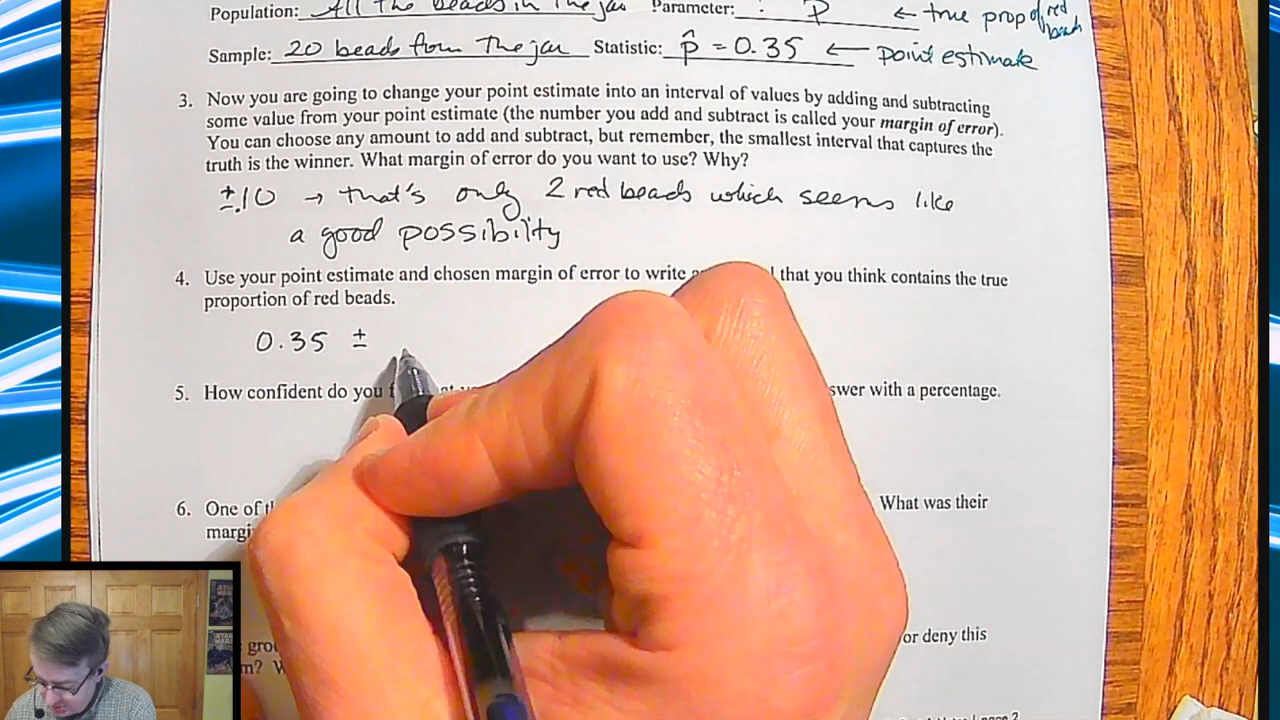 Population: All the beads in the jar Parameter: P ← true prop of red beads
Sample: 20 beads from the jar Statistic: p̂ = 0.35 ← point estimate
3. Now you are going to change your point estimate into an interval of values by adding and subtracting
some value from your point estimate (the number you add and subtract is called your margin of error).
You can choose any amount to add and subtract, but remember, the smallest interval that captures the
truth is the winner. What margin of error do you want to use? Why?
±.10 → that's only 2 red beads which seems like
a good possibility
4. Use your point estimate and chosen margin of error to write that you think contains the true
proportion of red beads.
0.35 ±
5. How confident do you answer with a percentage.
6. One of What was their
or deny this
page 2